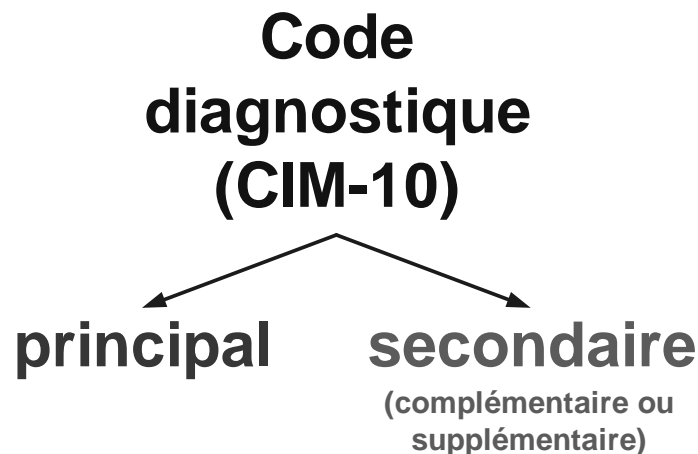 Code
diagnostique
(CIM-10)
principal
secondaire
(complémentaire ou
supplémentaire)